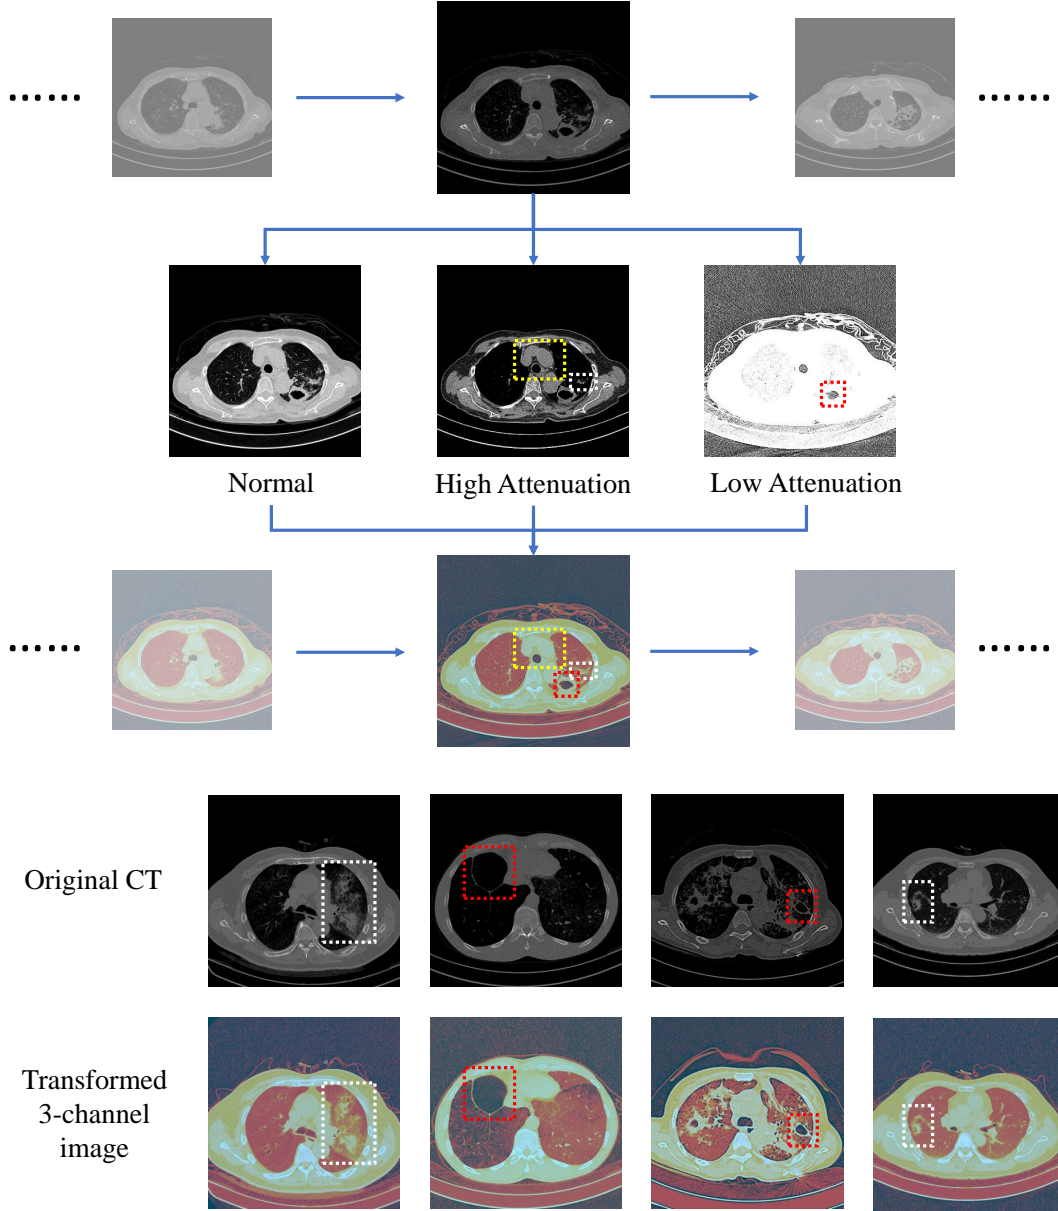 ......
......
Normal
High Attenuation
Low Attenuation
......
......
Original CT
Transformed
3-channel
image